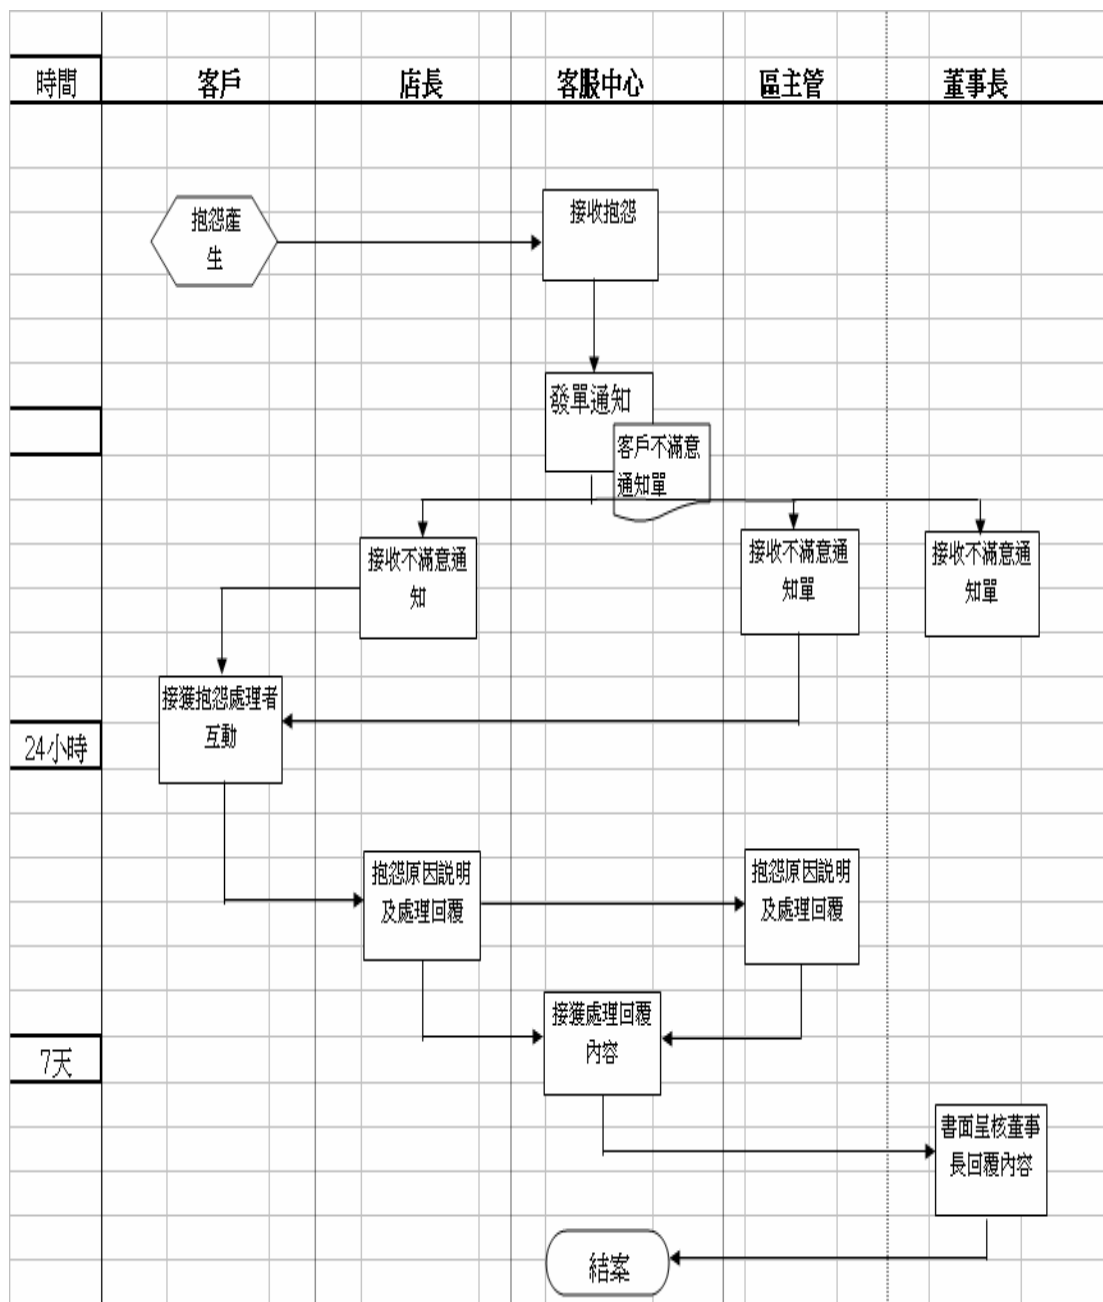 時間
客戶
店長
客服中心
區主管
董事長
抱怨產
生
接收抱怨
發單通知
客戶不滿意
通知單
接收不滿意通
知
接收不滿意通
知單
接收不滿意通
知單
接獲抱怨處理者
互動
24小時
抱怨原因說明
及處理回覆
抱怨原因說明
及處理回覆
接獲處理回覆
內容
7天
書面呈核董事
長回覆內容
結案